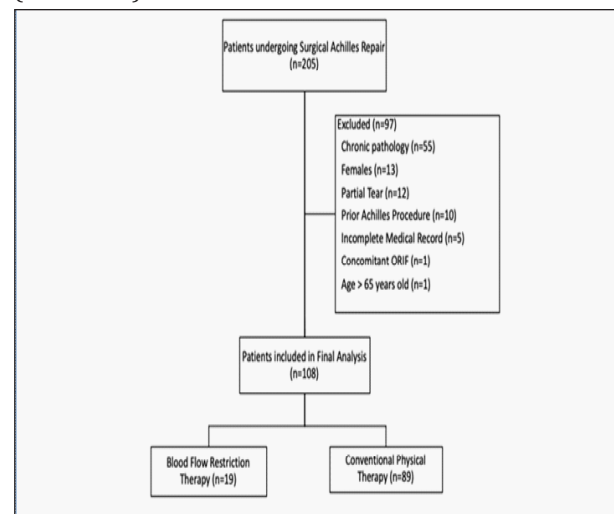 Patients undergoing Surgical Achilles Repair
(n=205)
Excluded (n=97)
Chronic pathology (n=55)
Females (n=13)
Partial Tear (n=12)
Prior Achilles Procedure (n=10)
Incomplete Medical Record (n=5)
Concomitant ORIF (n=1)
Age > 65 years old (n=1)
Patients included in Final Analysis
(n=108)
Blood Flow Restriction
Therapy (n=19)
Conventional Physical
Therapy (n=89)